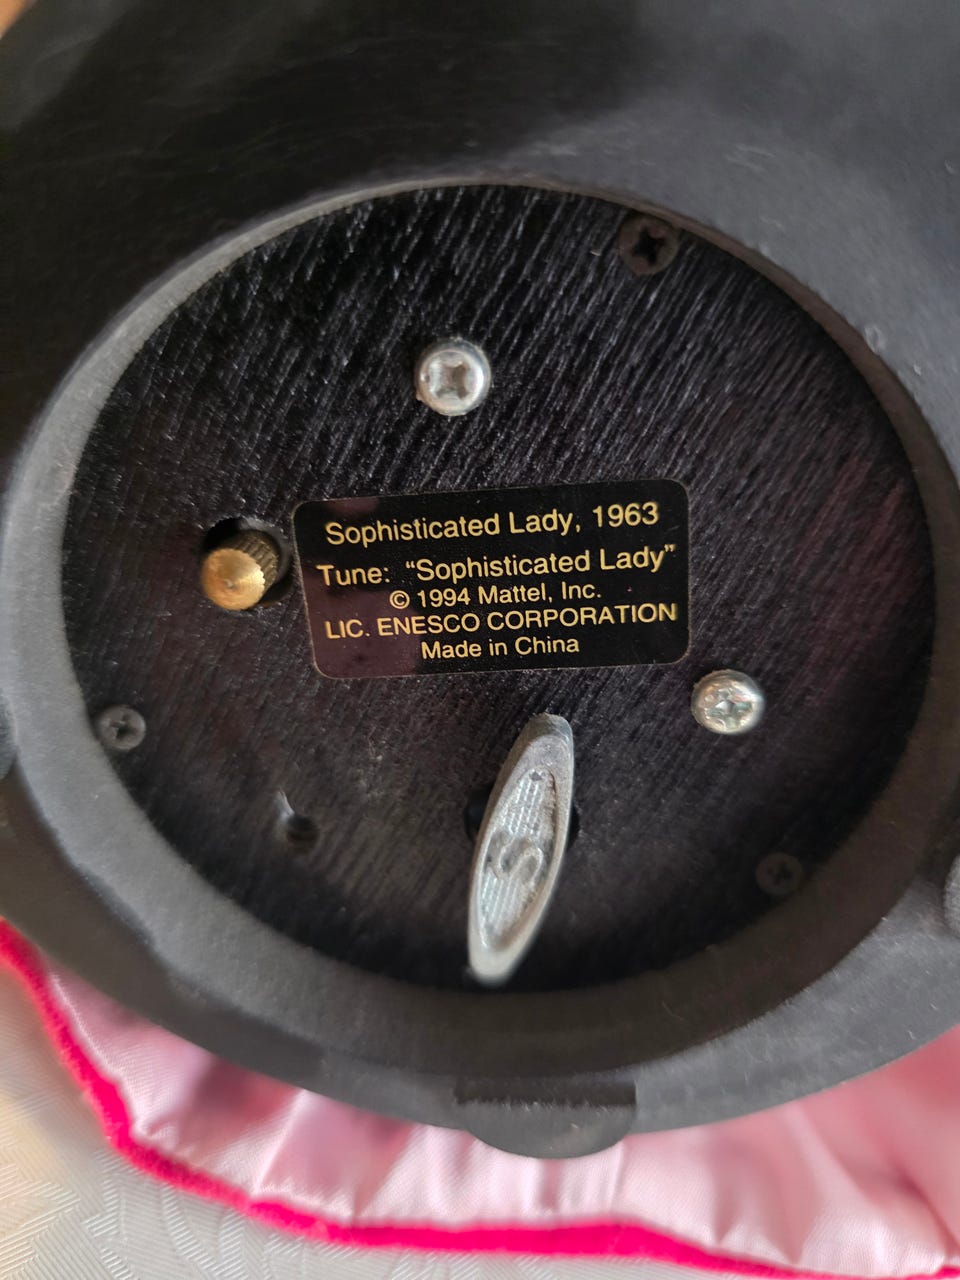 Sophisticated Lady, 1963
Tune: “Sophisticated Lady”
© 1994 Mattel, Inc.
LIC. ENESCO CORPORATION
Made in China
S